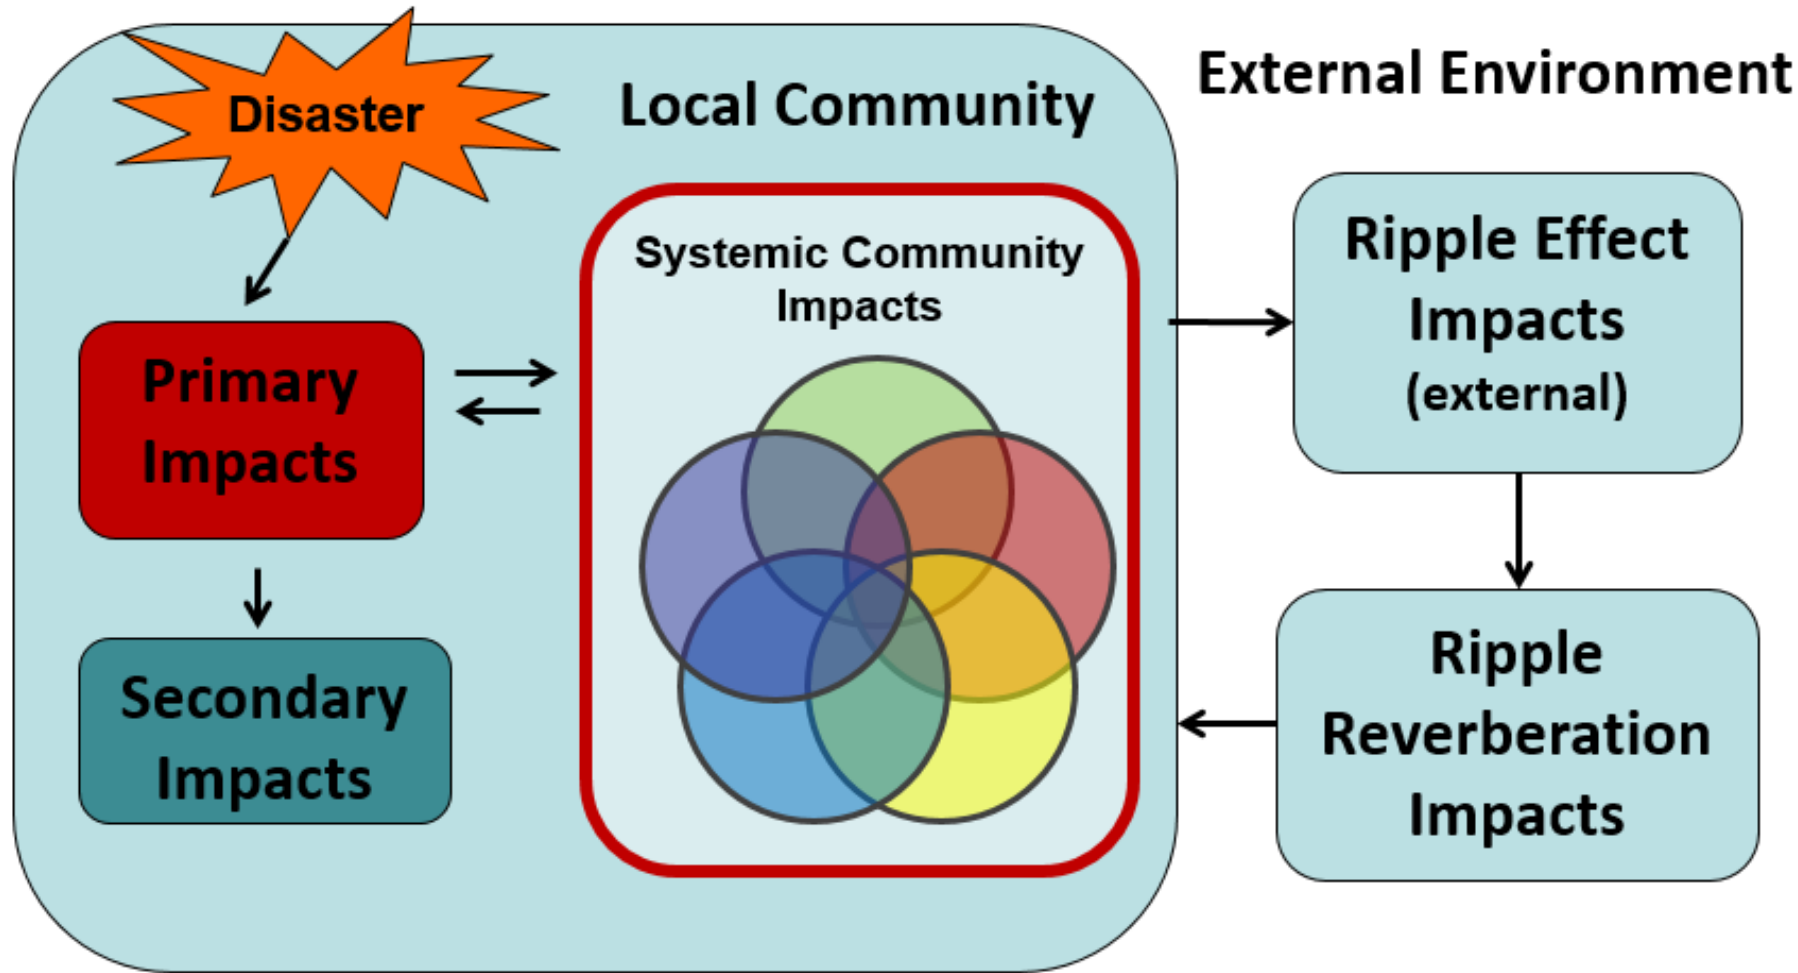 Disaster
Local Community
External Environment
Primary
Impacts
Secondary
Impacts
Systemic Community
Impacts
Ripple Effect
Impacts
(external)
Ripple
Reverberation
Impacts